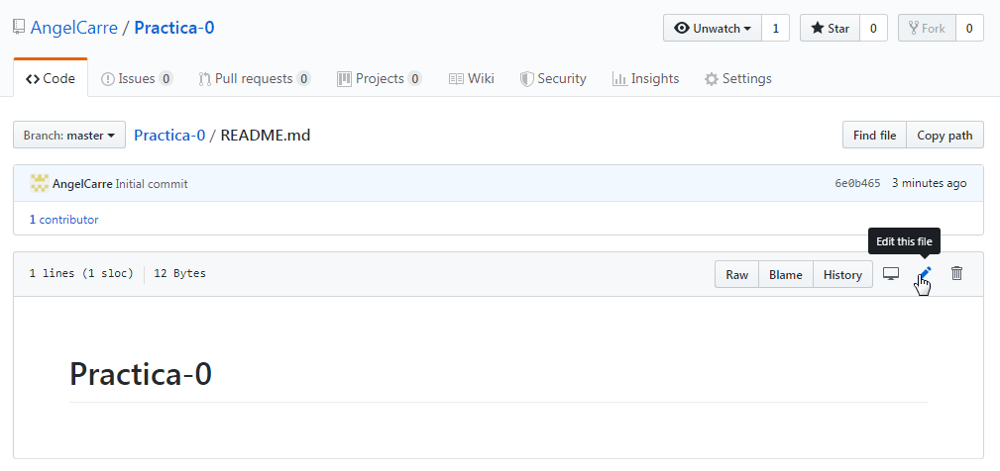 AngelCarre / Practica-0 Unwatch 1 Star 0 Fork 0
Code Issues 0 Pull requests 0 Projects 0 Wiki Security Insights Settings
Branch: master Practica-0 / README.md Find file Copy path
AngelCarre Initial commit 6e0b465 3 minutes ago
1 contributor
Edit this file
1 lines (1 sloc) 12 Bytes Raw Blame History
Practica-0